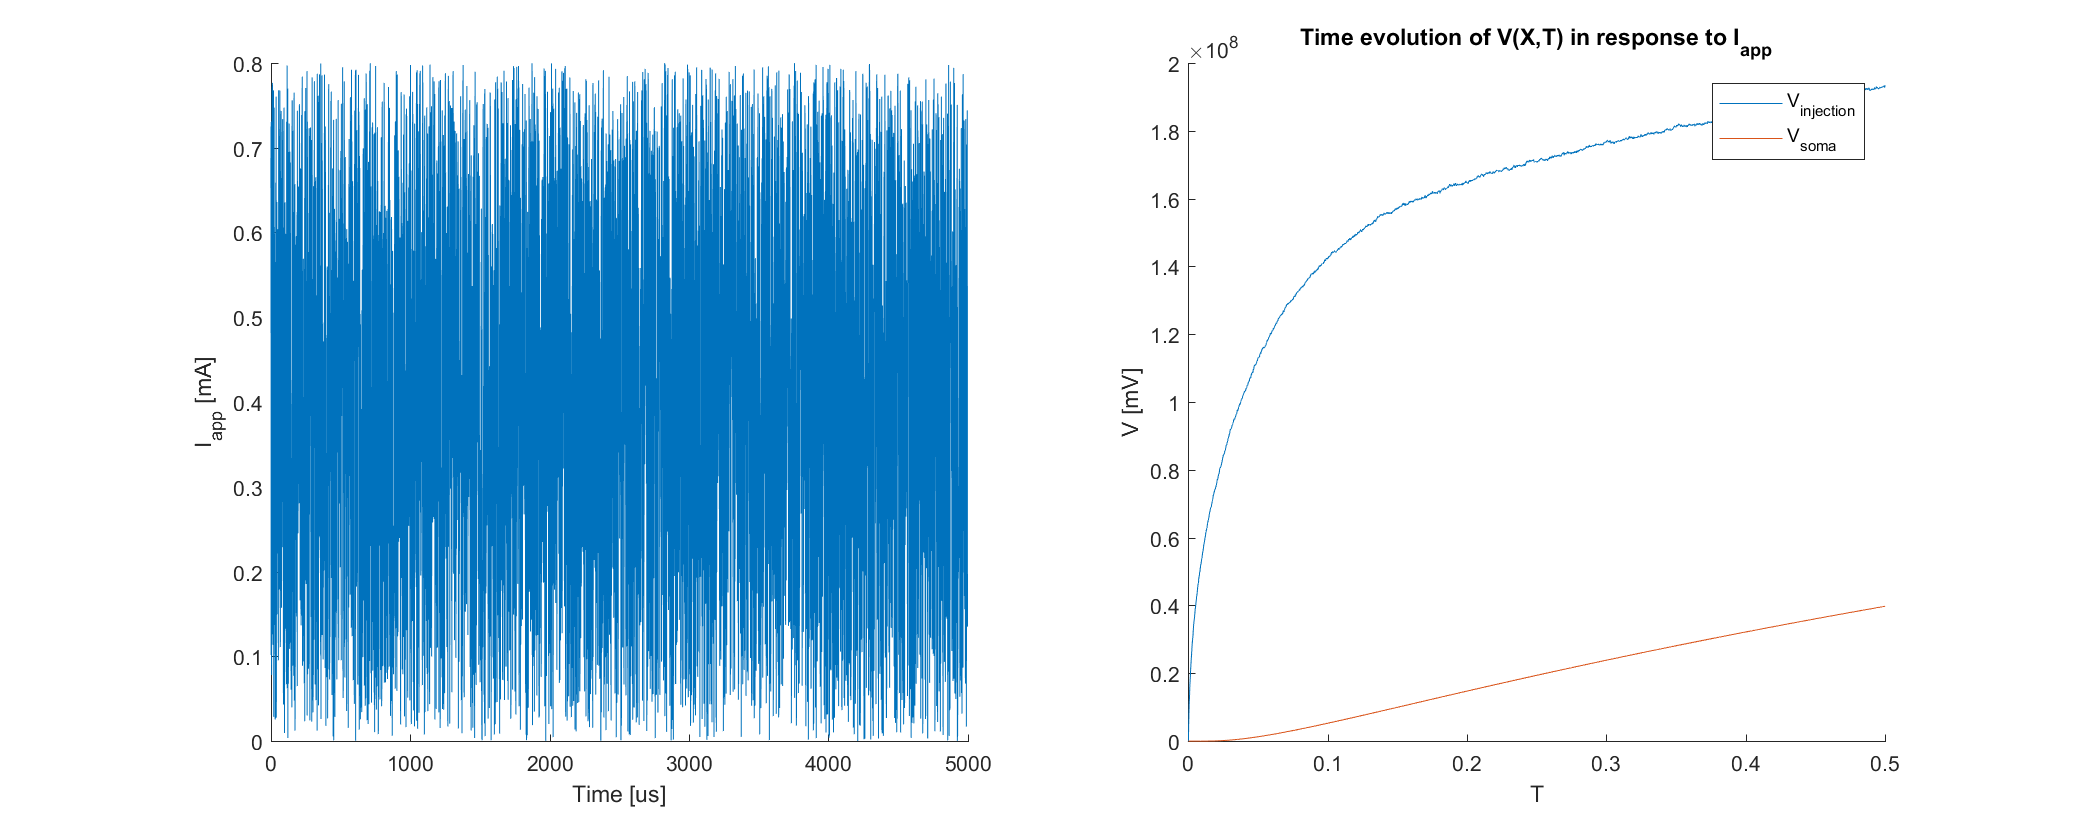 0.8
0.7
0.6
0.5
0.4
0.3
0.2
0.1
0
I_app [mA]
0 1000 2000 3000 4000 5000
Time [us]
Time evolution of V(X,T) in response to I_app
×10^8
2
1.8
1.6
1.4
1.2
1
0.8
0.6
0.4
0.2
0
V [mV]
V_injection
V_soma
0 0.1 0.2 0.3 0.4 0.5
T